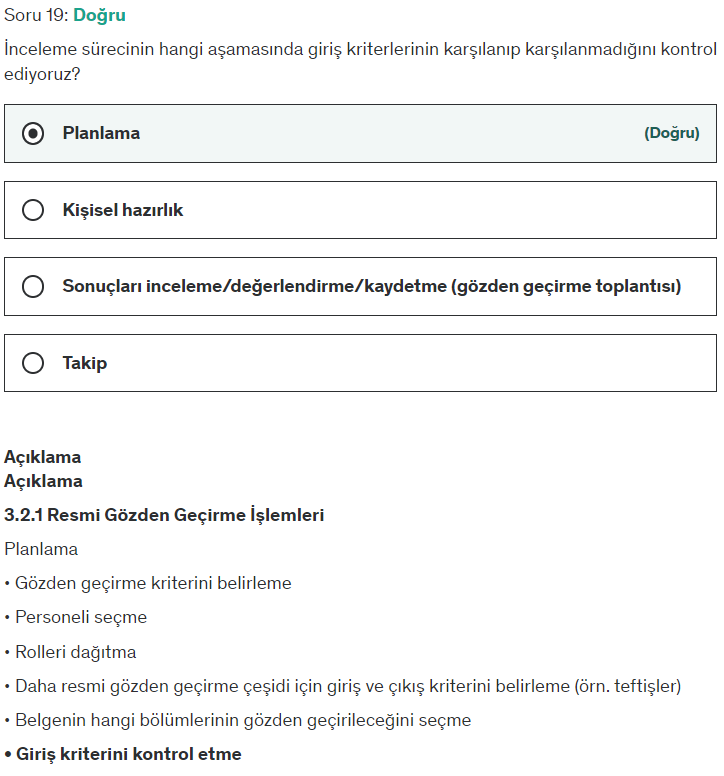 Soru 19: Doğru
İnceleme sürecinin hangi aşamasında giriş kriterlerinin karşılanıp karşılanmadığını kontrol
ediyoruz?
Planlama (Doğru)
Kişisel hazırlık
Sonuçları inceleme/değerlendirme/kaydetme (gözden geçirme toplantısı)
Takip
Açıklama
Açıklama
3.2.1 Resmi Gözden Geçirme İşlemleri
Planlama
• Gözden geçirme kriterini belirleme
• Personeli seçme
• Rolleri dağıtma
• Daha resmi gözden geçirme çeşidi için giriş ve çıkış kriterini belirleme (örn. teftişler)
• Belgenin hangi bölümlerinin gözden geçirileceğini seçme
• Giriş kriterini kontrol etme